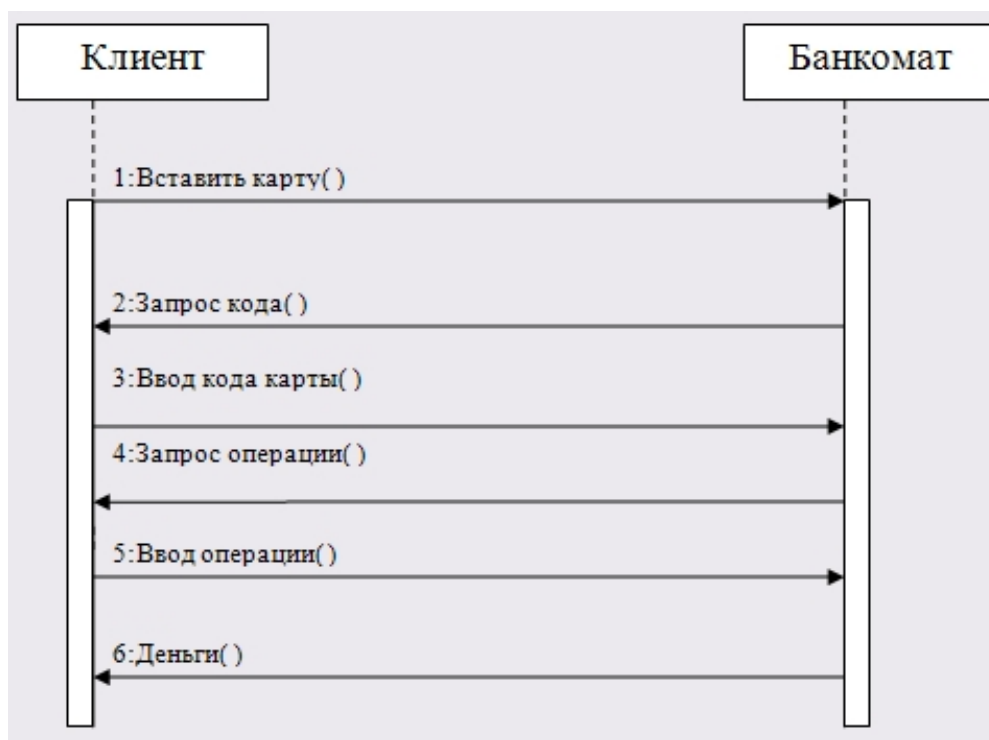 Клиент
Банкомат
1:Вставить карту( )
2:Запрос кода( )
3:Ввод кода карты( )
4:Запрос операции( )
5:Ввод операции( )
6:Деньги( )